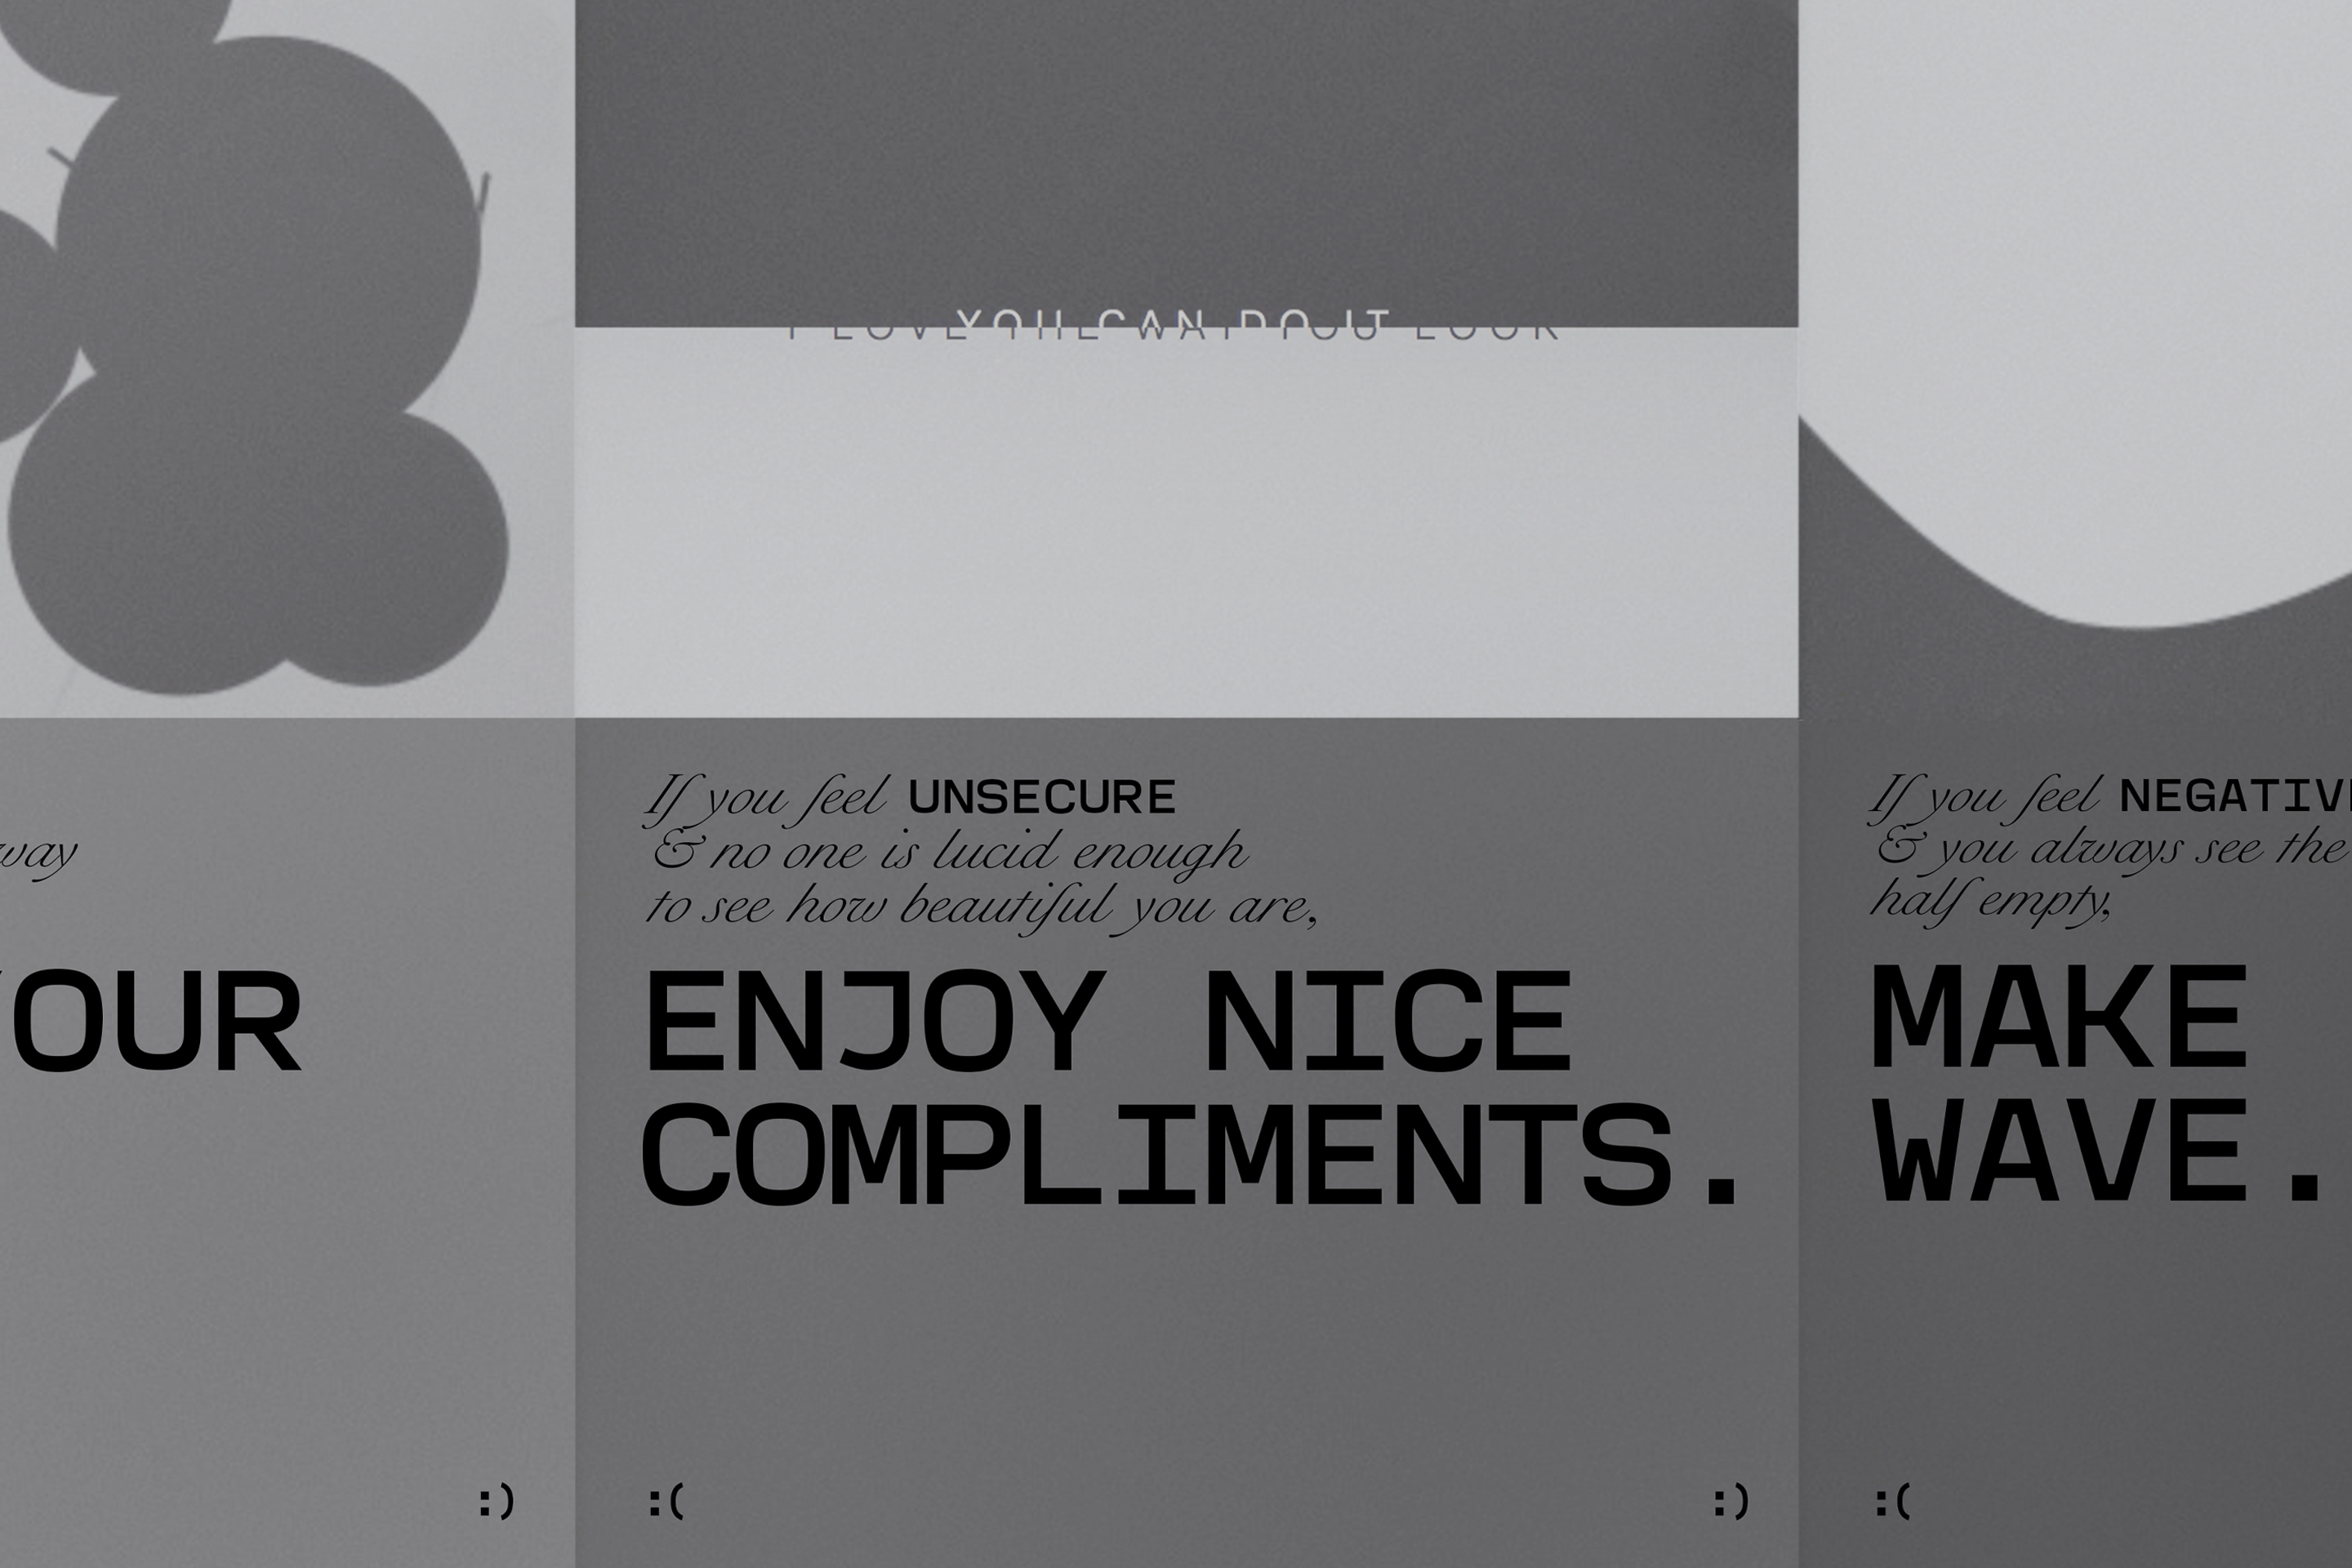 YOU CAN DO IT
I LOVE THE WAY YOU LOOK
way
OUR
:)
If you feel UNSECURE
& no one is lucid enough
to see how beautiful you are,
ENJOY NICE
COMPLIMENTS.
:(
:)
If you feel NEGATIV
& you always see the
half empty,
MAKE
WAVE.
:(